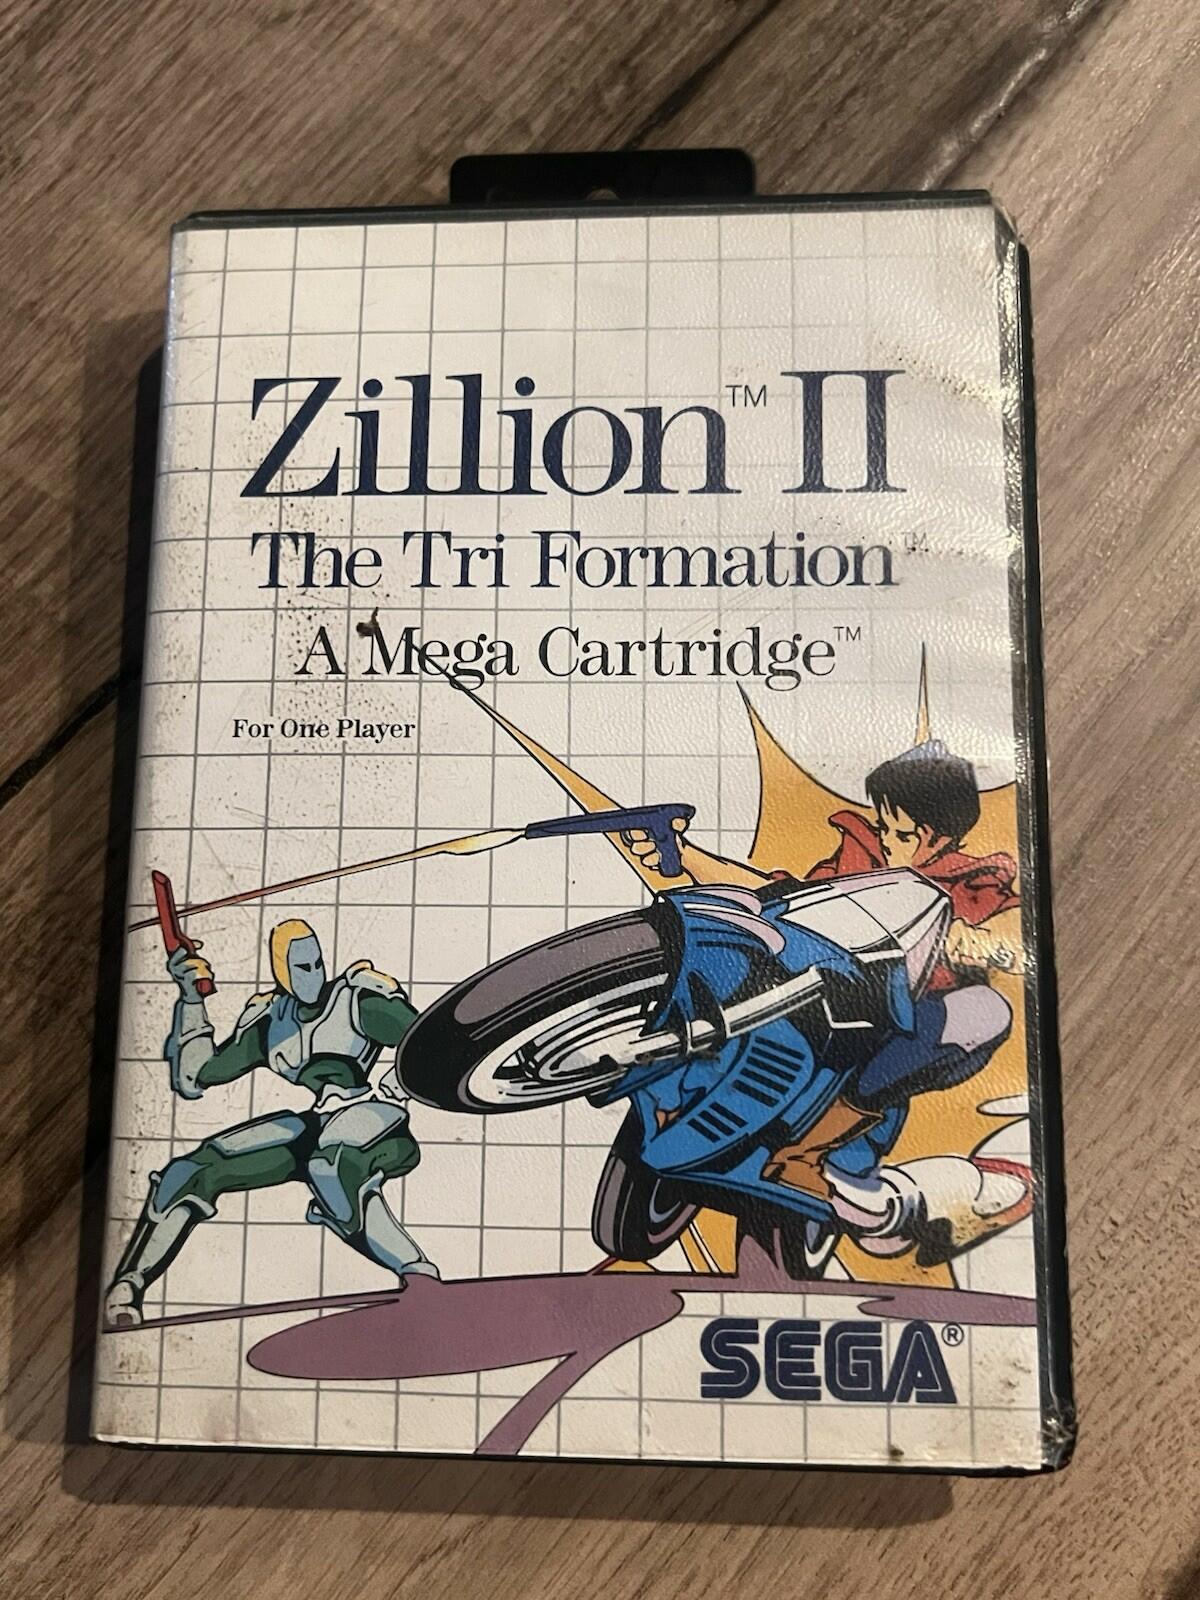 Zillion™ II
The Tri Formation™
A Mega Cartridge™
For One Player
SEGA®